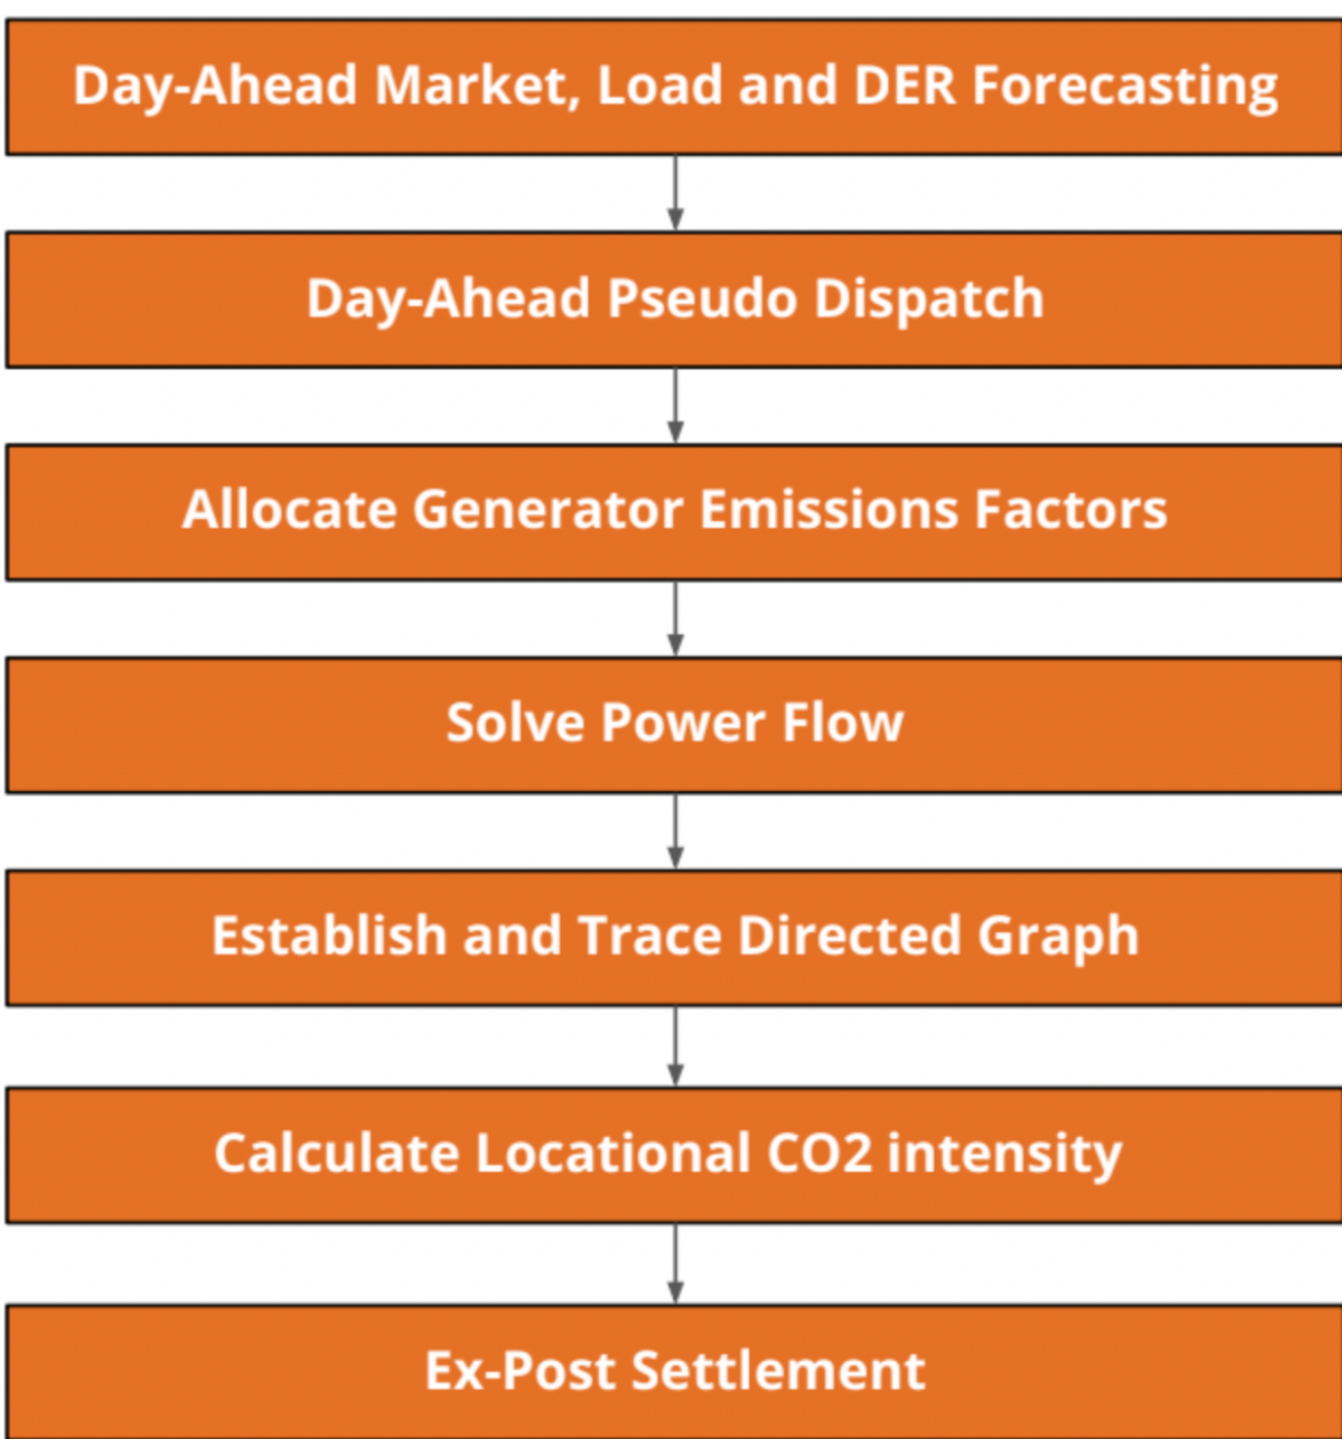 Day-Ahead Market, Load and DER Forecasting
Day-Ahead Pseudo Dispatch
Allocate Generator Emissions Factors
Solve Power Flow
Establish and Trace Directed Graph
Calculate Locational CO2 intensity
Ex-Post Settlement